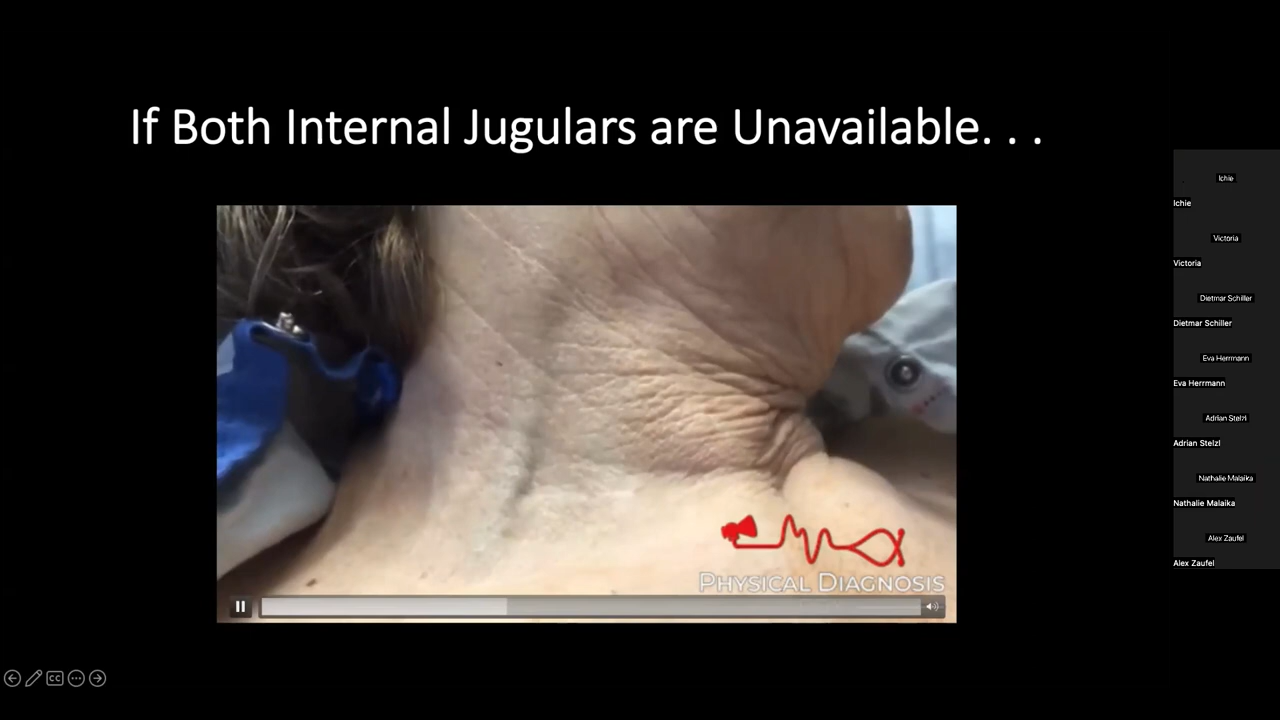 If Both Internal Jugulars are Unavailable. . .
PHYSICAL DIAGNOSIS
CC
Ichie
Ichie
Victoria
Victoria
Dietmar Schiller
Dietmar Schiller
Eva Herrmann
Eva Herrmann
Adrian Stelzl
Adrian Stelzl
Nathalie Malaika
Nathalie Malaika
Alex Zaufel
Alex Zaufel